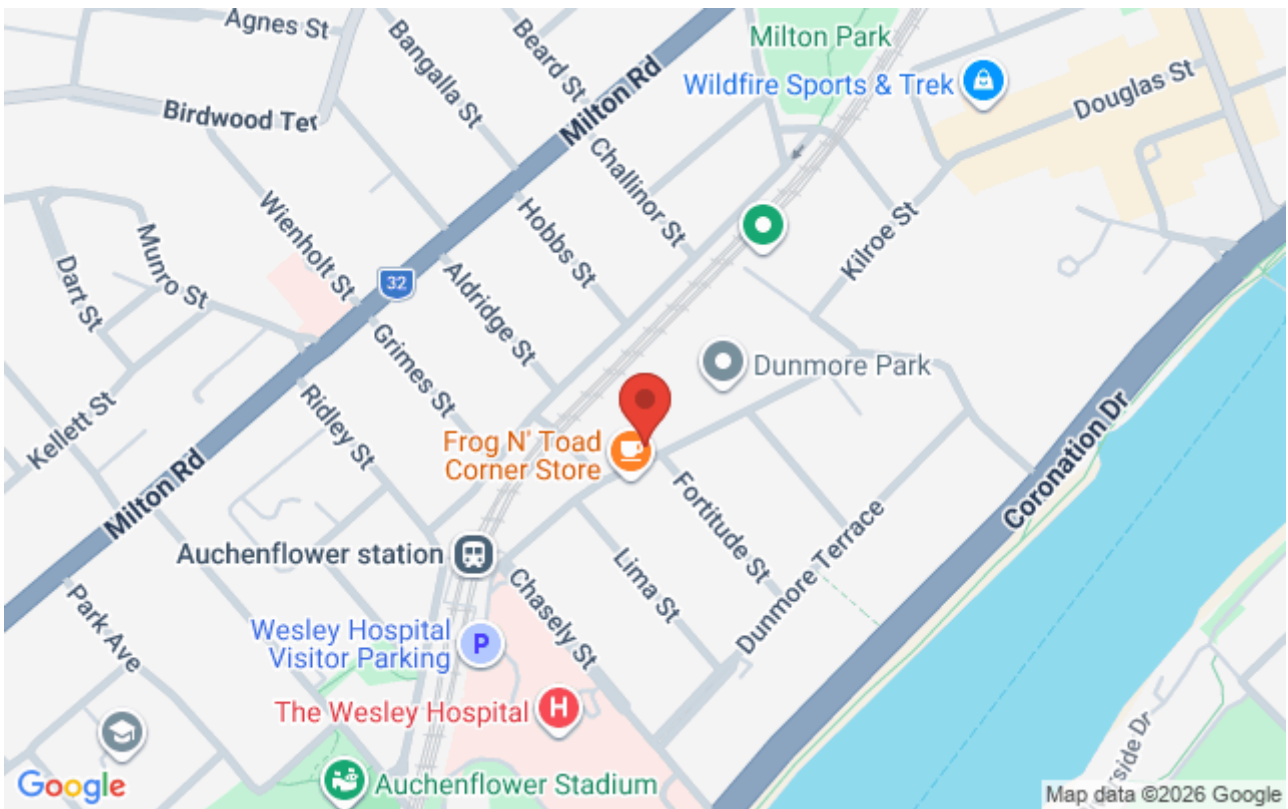 Agnes St
Bangalla St
Beard St
Milton Rd
Milton Park
Wildfire Sports & Trek
Douglas St
Birdwood Ter
Challinor St
Wienholt St
Hobbs St
Kilroe St
Munro St
Dart St
32
Aldridge St
Grimes St
Dunmore Park
Ridley St
Kellett St
Frog N' Toad
Corner Store
Coronation Dr
Milton Rd
Fortitude St
Auchenflower station
Lima St
Dunmore Terrace
Chasely St
Park Ave
Wesley Hospital
Visitor Parking
P
The Wesley Hospital
H
Auchenflower Stadium
Google
Map data ©2026 Google